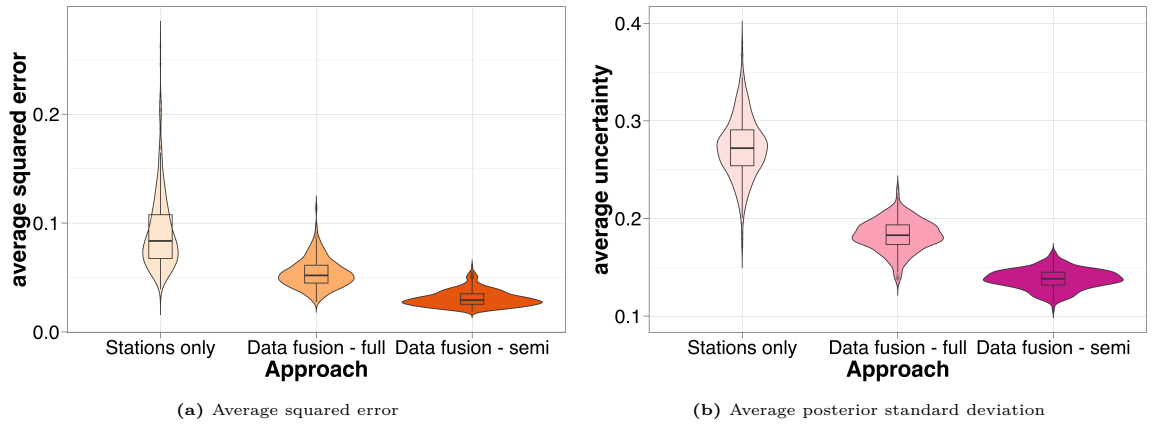 average squared error
0.2
0.1
0.0
Stations only
Data fusion - full
Data fusion - semi
Approach
(a) Average squared error
average uncertainty
0.4
0.3
0.2
0.1
Stations only
Data fusion - full
Data fusion - semi
Approach
(b) Average posterior standard deviation